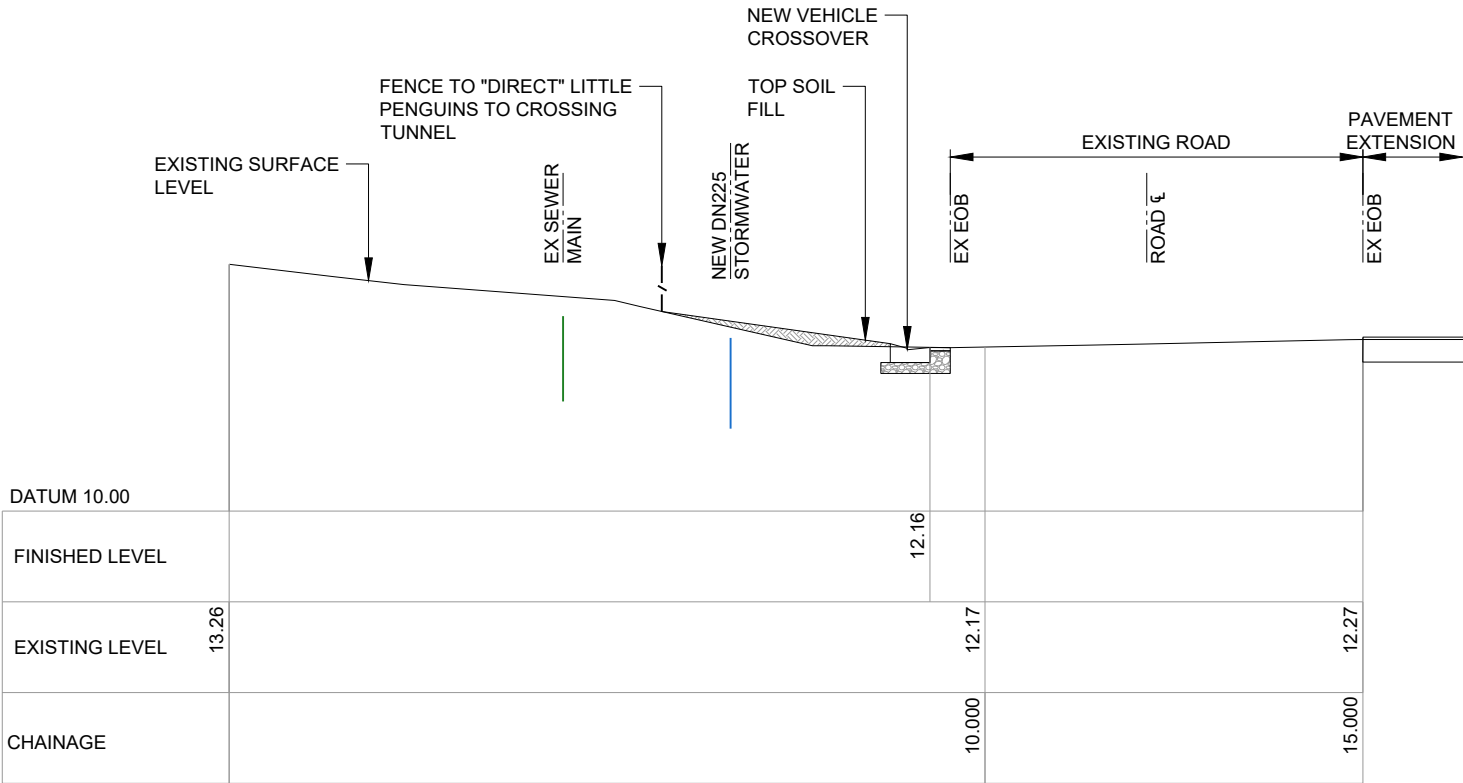 NEW VEHICLE
CROSSOVER
FENCE TO "DIRECT" LITTLE
PENGUINS TO CROSSING
TUNNEL
TOP SOIL
FILL
EXISTING ROAD
PAVEMENT
EXTENSION
EXISTING SURFACE
LEVEL
EX SEWER
MAIN
NEW DN225
STORMWATER
EX EOB
ROAD ℄
EX EOB
DATUM 10.00
FINISHED LEVEL
12.16
EXISTING LEVEL
13.26
12.17
12.27
CHAINAGE
10.000
15.000